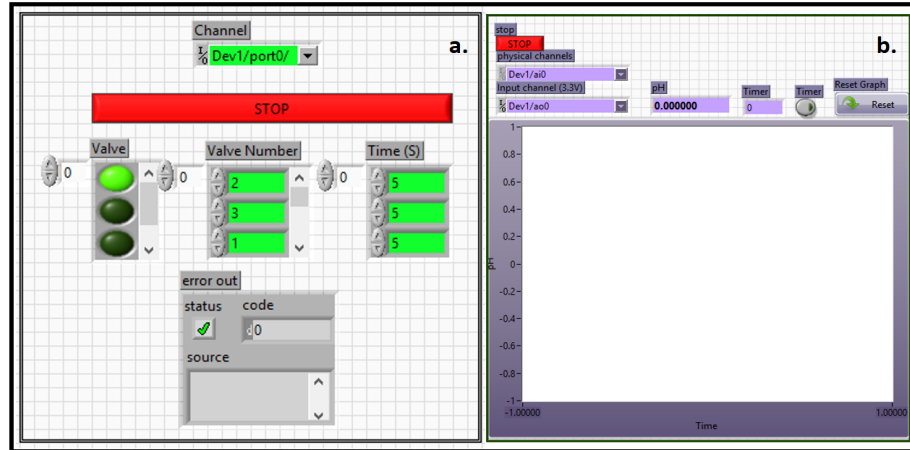 a.
Channel
Dev1/port0/
STOP
Valve
Valve Number
Time (S)
0
0
2
0
5
3
5
1
5
error out
status
code
0
source
b.
stop
STOP
physical channels
Dev1/ai0
Input channel (3.3V)
pH
Timer
Timer
Reset Graph
Dev1/ao0
0.000000
0
Reset
1
0.8
0.6
0.4
0.2
0
-0.2
-0.4
-0.6
-0.8
-1
pH
-1.00000
1.00000
Time